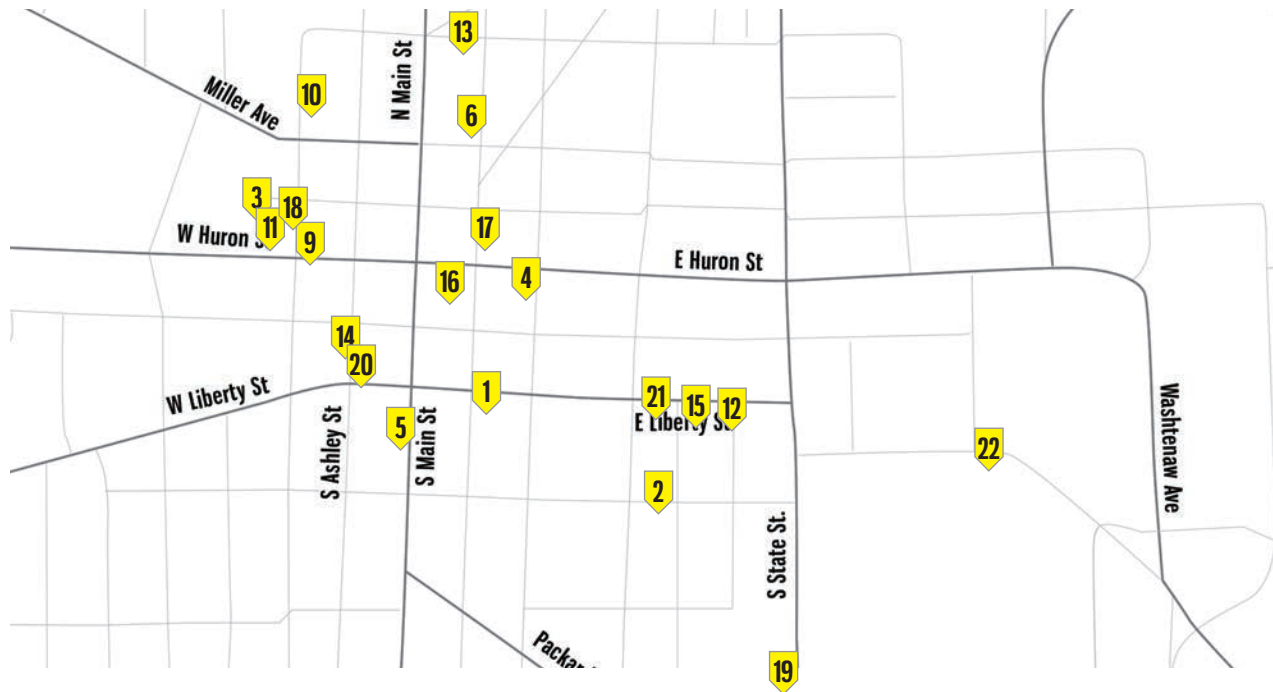 13
N Main St
10
Miller Ave
6
3
18
11
17
W Huron S
9
E Huron St
16
4
14
20
W Liberty St
1
21
15
12
E Liberty St
5
S Ashley St
S Main St
22
Washtenaw Ave
2
S State St.
Packar
19